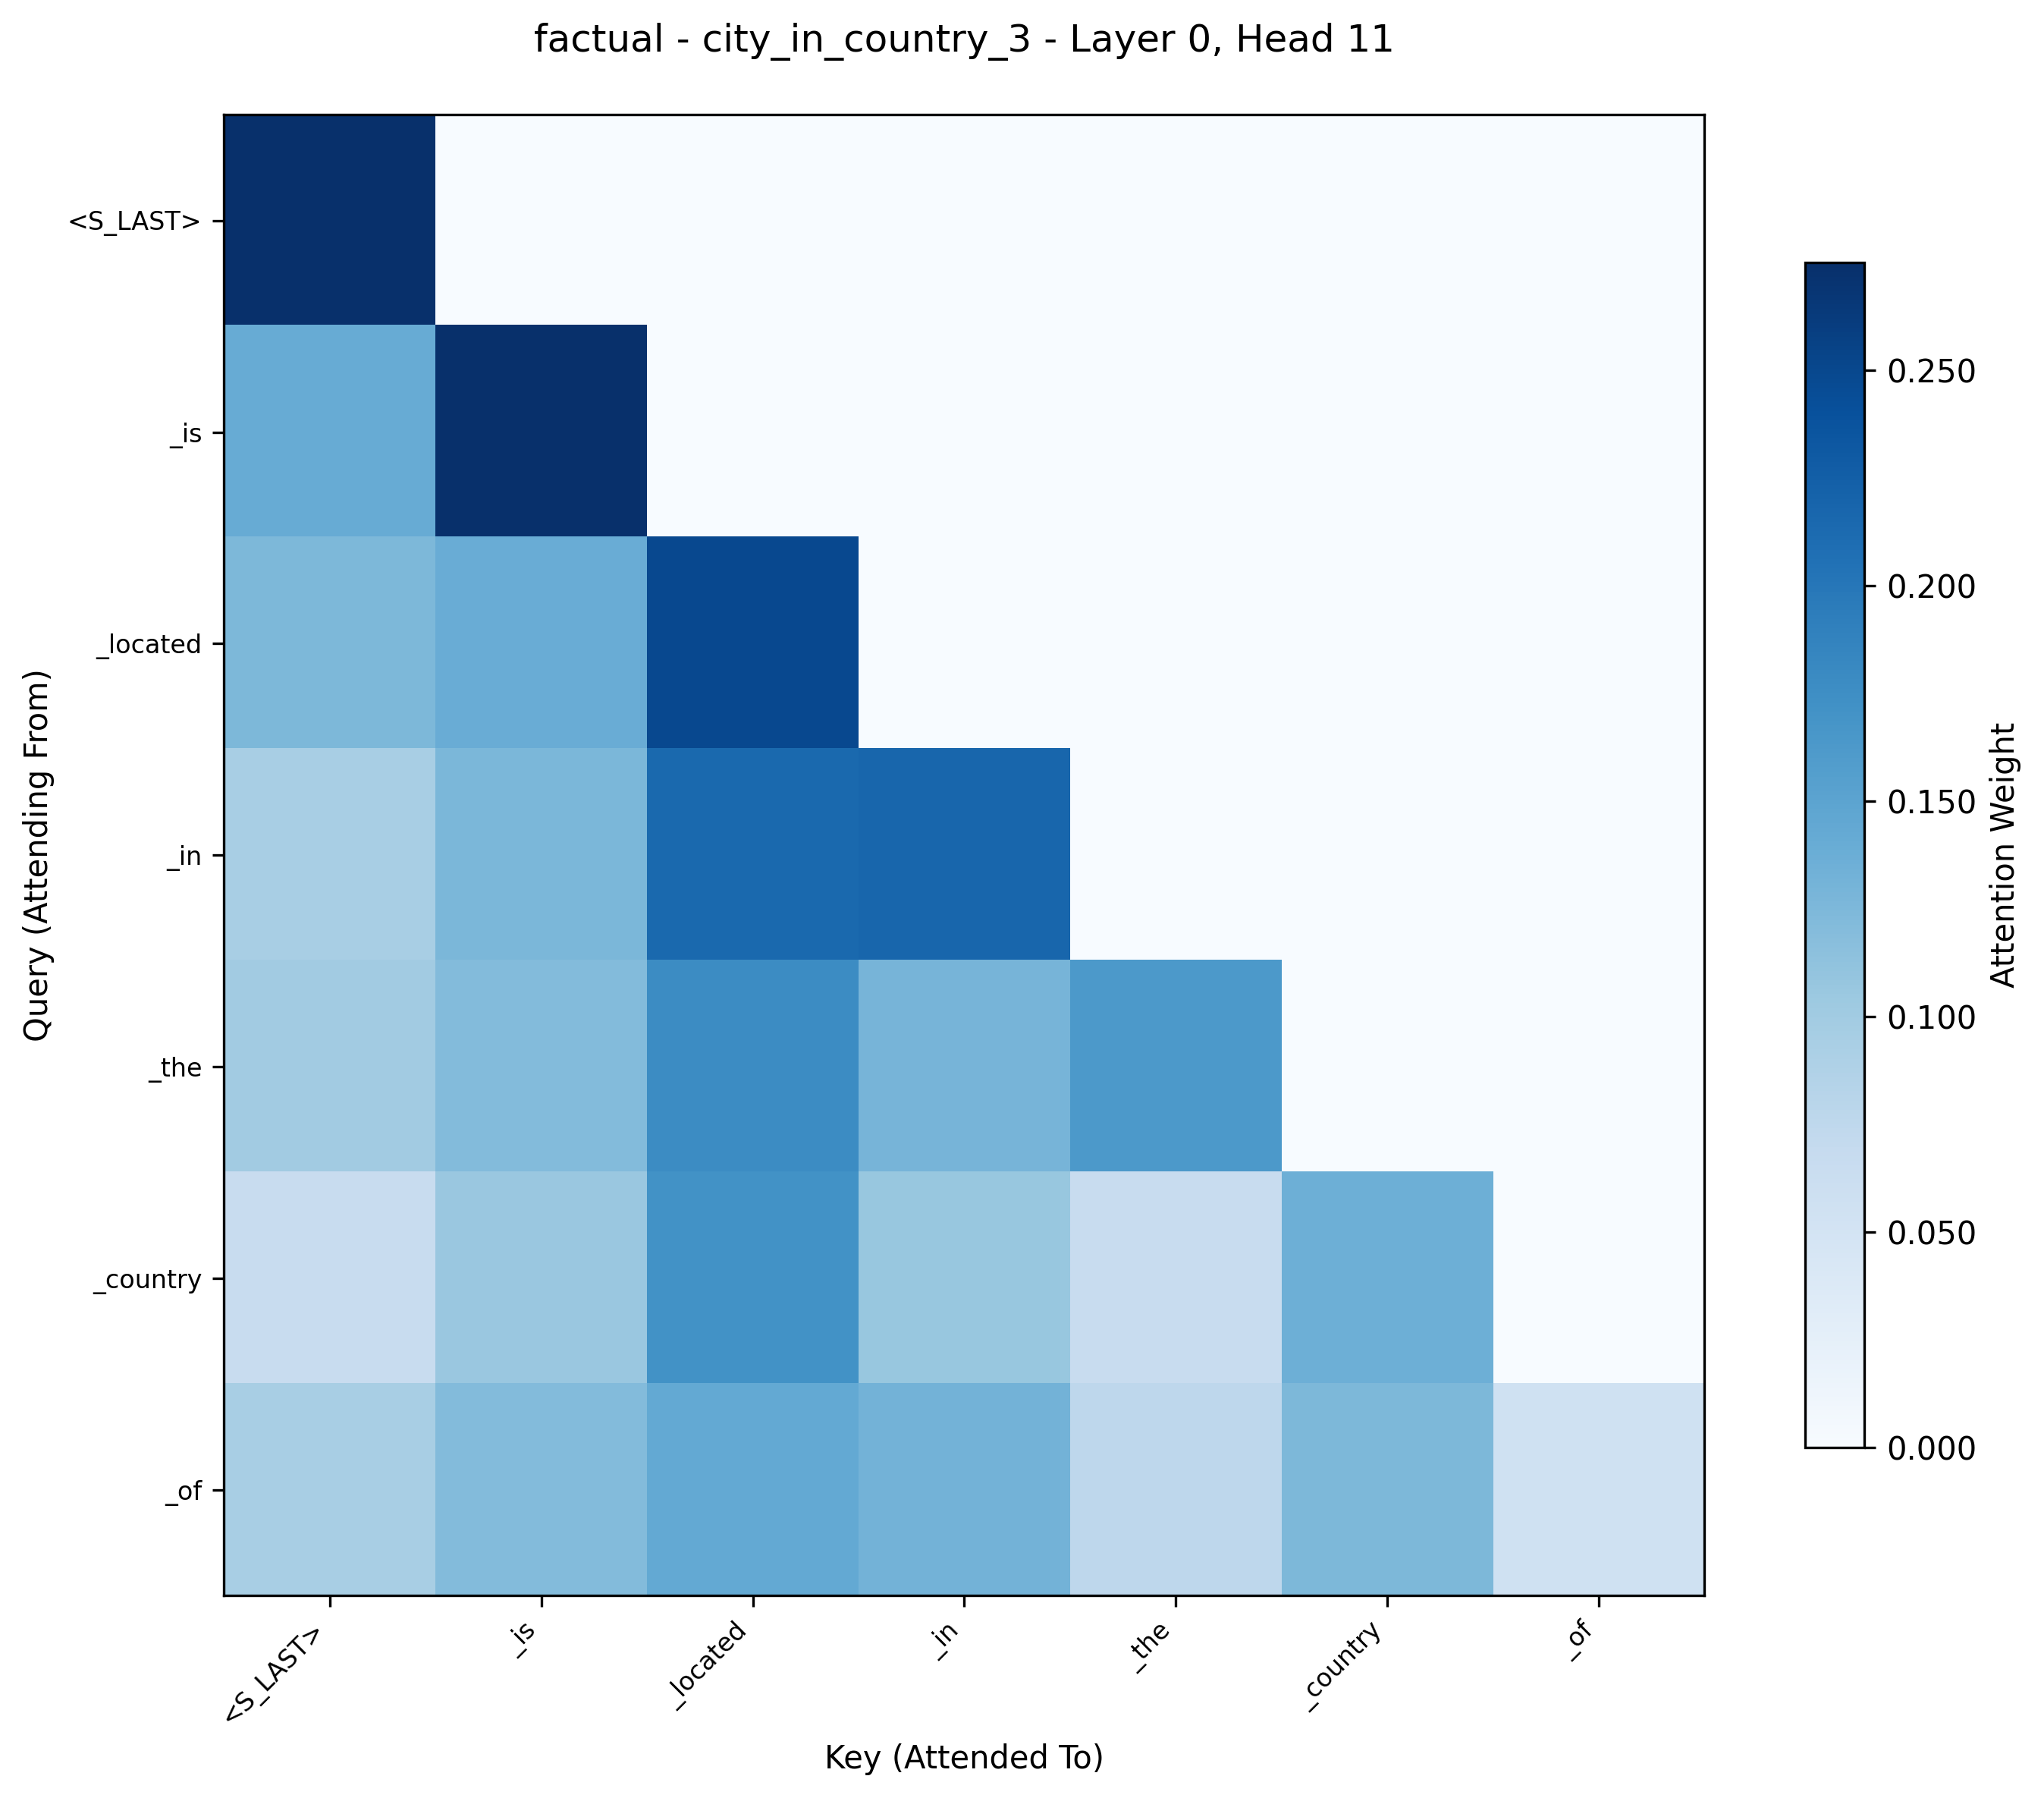 factual - city_in_country_3 - Layer 0, Head 11
<S_LAST>
_is
_located
_in
_the
_country
_of
Query (Attending From)
<S_LAST>
_is
_located
_in
_the
_country
_of
Key (Attended To)
0.250
0.200
0.150
0.100
0.050
0.000
Attention Weight